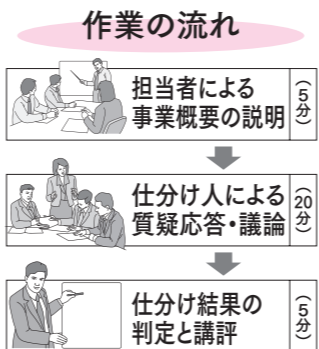 作業の流れ
担当者による
事業概要の説明
(5分)
仕分け人による
質疑応答・議論
(20分)
仕分け結果の
判定と講評
(5分)